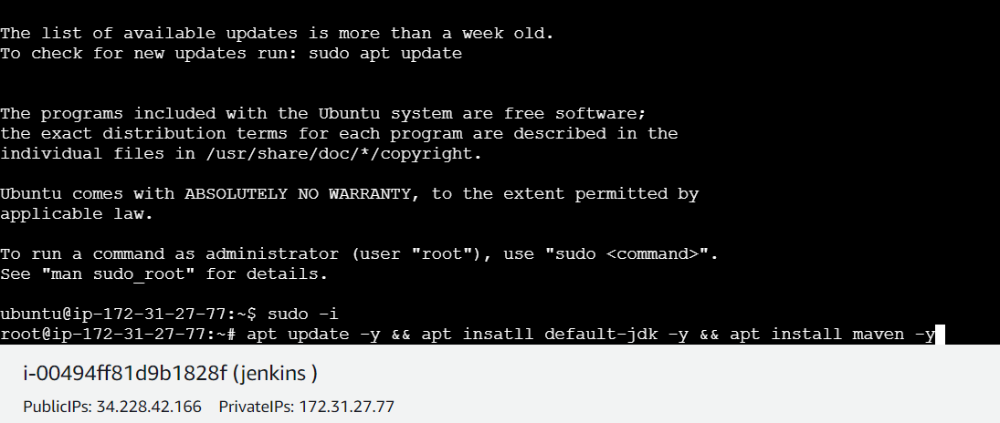 The list of available updates is more than a week old.
To check for new updates run: sudo apt update
The programs included with the Ubuntu system are free software;
the exact distribution terms for each program are described in the
individual files in /usr/share/doc/*/copyright.
Ubuntu comes with ABSOLUTELY NO WARRANTY, to the extent permitted by
applicable law.
To run a command as administrator (user "root"), use "sudo <command>".
See "man sudo_root" for details.
ubuntu@ip-172-31-27-77:~$ sudo -i
root@ip-172-31-27-77:~# apt update -y && apt insatll default-jdk -y && apt install maven -y
i-00494ff81d9b1828f (jenkins )
PublicIPs: 34.228.42.166 PrivateIPs: 172.31.27.77